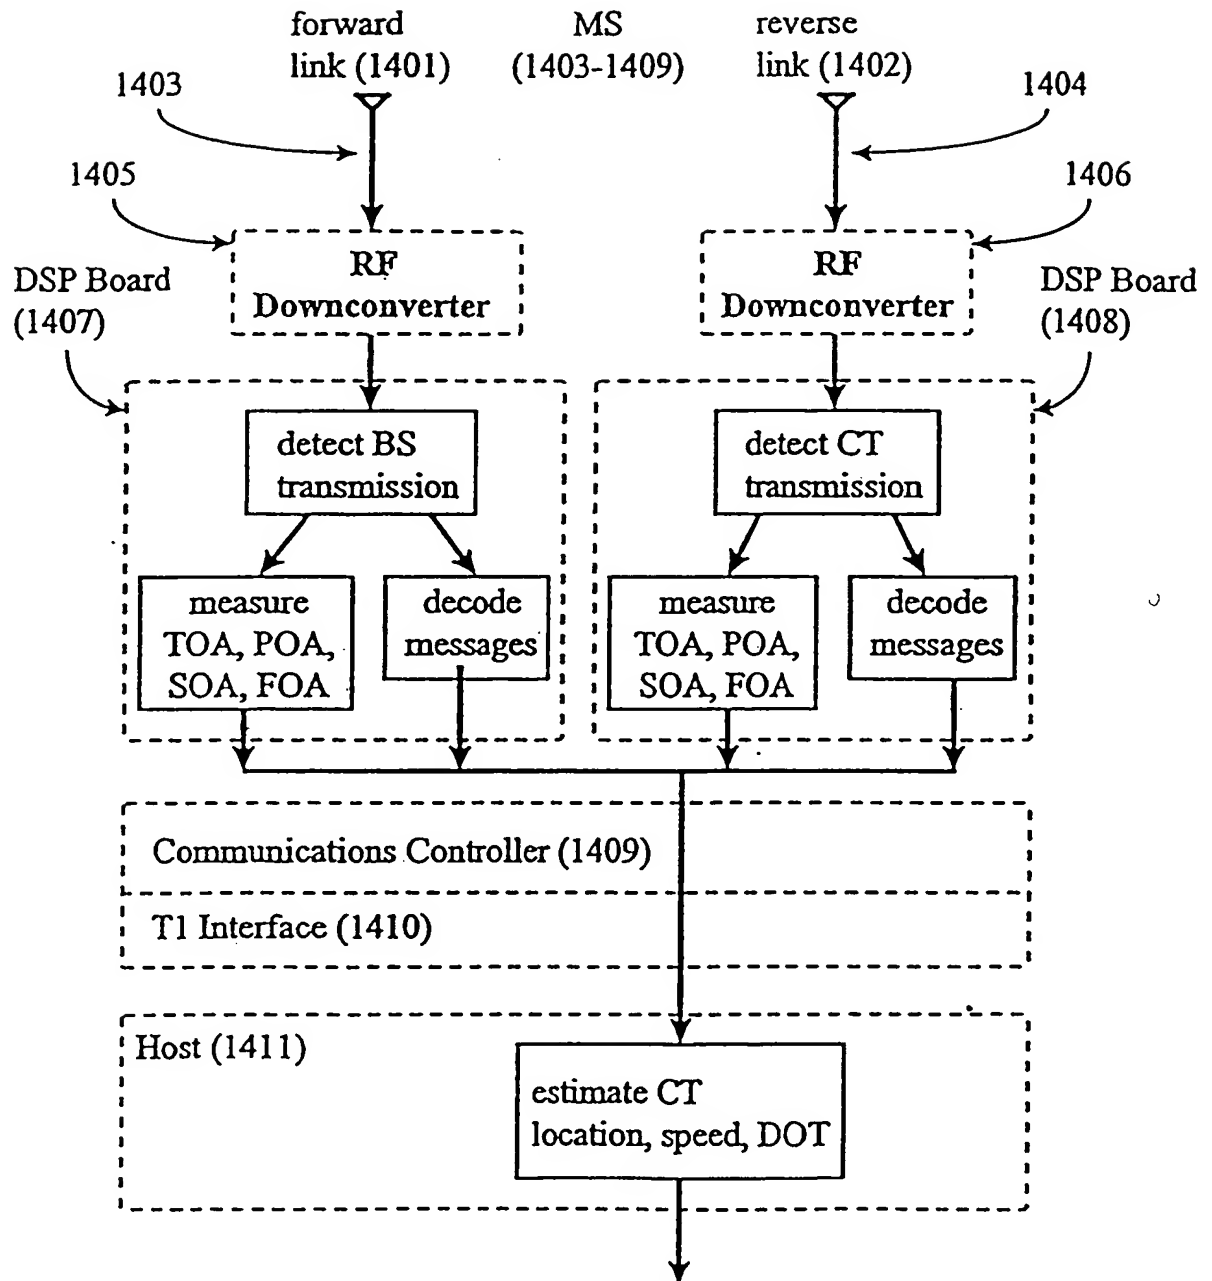 forward
link (1401)
MS
(1403-1409)
reverse
link (1402)
1403
1404
1405
1406
RF
Downconverter
RF
Downconverter
DSP Board
(1407)
DSP Board
(1408)
detect BS
transmission
detect CT
transmission
measure
TOA, POA,
SOA, FOA
decode
messages
measure
TOA, POA,
SOA, FOA
decode
messages
Communications Controller (1409)
T1 Interface (1410)
Host (1411)
estimate CT
location, speed, DOT